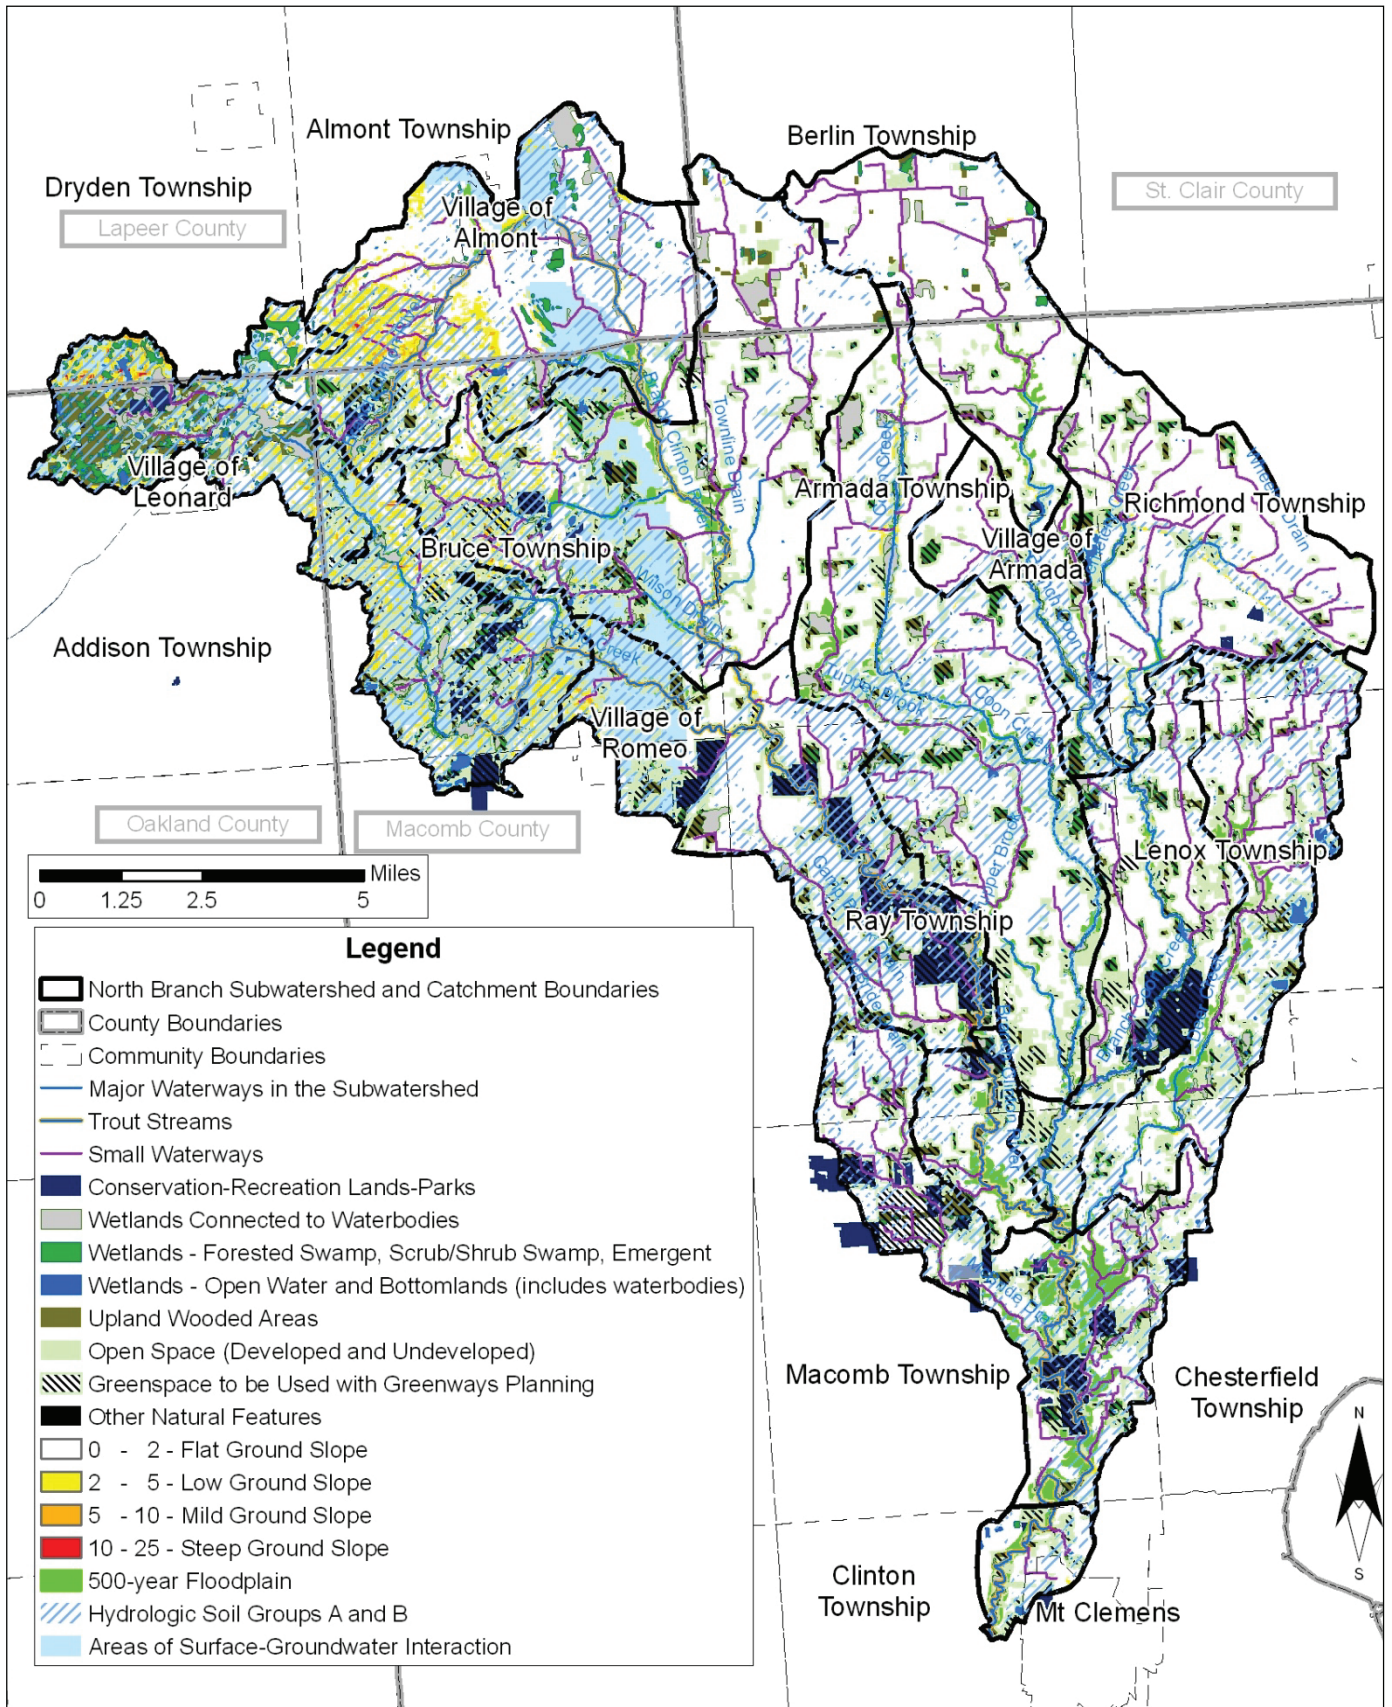 Almont Township
Berlin Township
Dryden Township
St. Clair County
Lapeer County
Village of
Almont
Townline Drain
Village of
Leonard
Armada Township
Richmond Township
Village of
Armada
Bruce Township
Addison Township
Creek
Tupper Brook
Coon Creek
Village of
Romeo
Oakland County
Macomb County
Lenox Township
Ray Township
Miles
0 1.25 2.5 5
Legend
North Branch Subwatershed and Catchment Boundaries
County Boundaries
Community Boundaries
Major Waterways in the Subwatershed
Trout Streams
Small Waterways
Conservation-Recreation Lands-Parks
Wetlands Connected to Waterbodies
Wetlands - Forested Swamp, Scrub/Shrub Swamp, Emergent
Wetlands - Open Water and Bottomlands (includes waterbodies)
Upland Wooded Areas
Open Space (Developed and Undeveloped)
Greenspace to be Used with Greenways Planning
Other Natural Features
0 - 2 - Flat Ground Slope
2 - 5 - Low Ground Slope
5 - 10 - Mild Ground Slope
10 - 25 - Steep Ground Slope
500-year Floodplain
Hydrologic Soil Groups A and B
Areas of Surface-Groundwater Interaction
Macomb Township
Chesterfield
Township
N
S
Clinton
Township
Mt Clemens